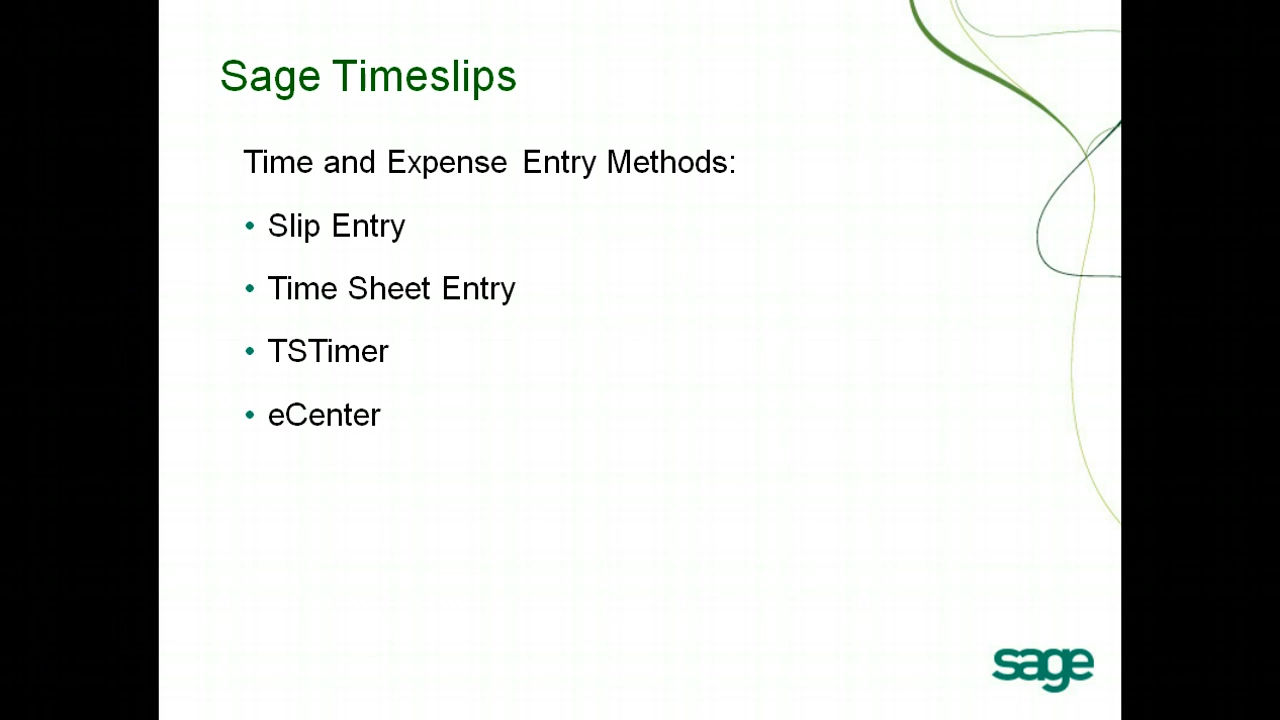 Sage Timeslips
Time and Expense Entry Methods:
• Slip Entry
• Time Sheet Entry
• TSTimer
• eCenter
sage